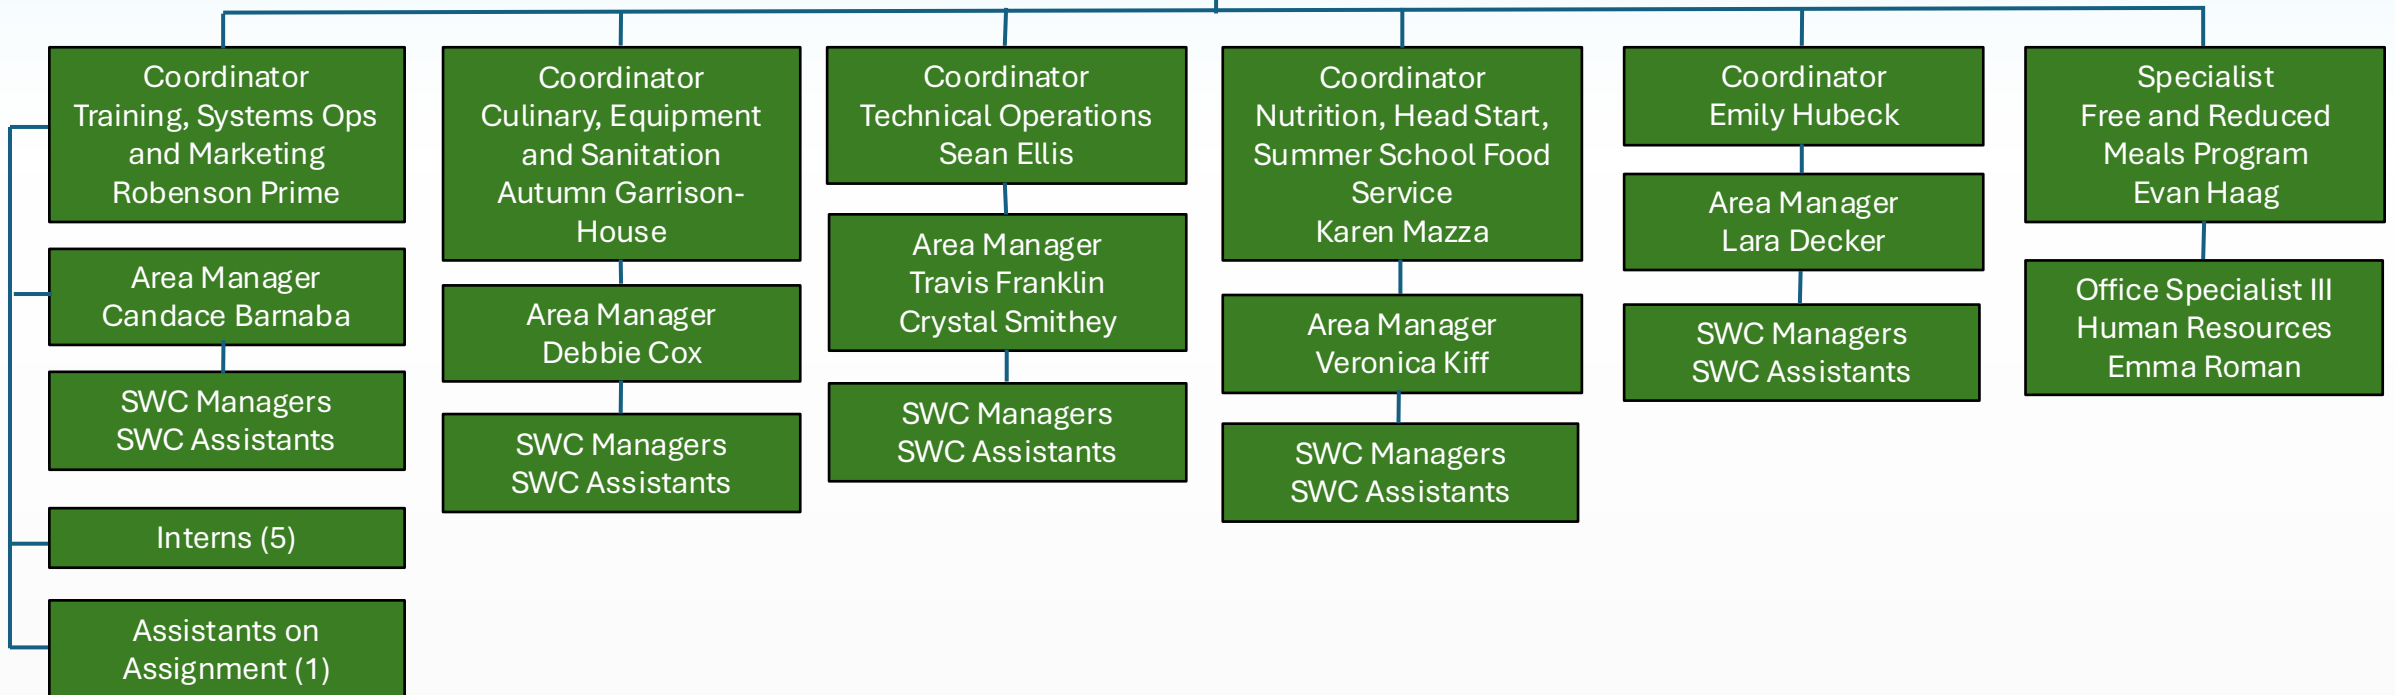 Coordinator
Training, Systems Ops
and Marketing
Robenson Prime
Area Manager
Candace Barnaba
SWC Managers
SWC Assistants
Interns (5)
Assistants on
Assignment (1)
Coordinator
Culinary, Equipment
and Sanitation
Autumn Garrison-
House
Area Manager
Debbie Cox
SWC Managers
SWC Assistants
Coordinator
Technical Operations
Sean Ellis
Area Manager
Travis Franklin
Crystal Smithey
SWC Managers
SWC Assistants
Coordinator
Nutrition, Head Start,
Summer School Food
Service
Karen Mazza
Area Manager
Veronica Kiff
SWC Managers
SWC Assistants
Coordinator
Emily Hubeck
Area Manager
Lara Decker
SWC Managers
SWC Assistants
Specialist
Free and Reduced
Meals Program
Evan Haag
Office Specialist III
Human Resources
Emma Roman